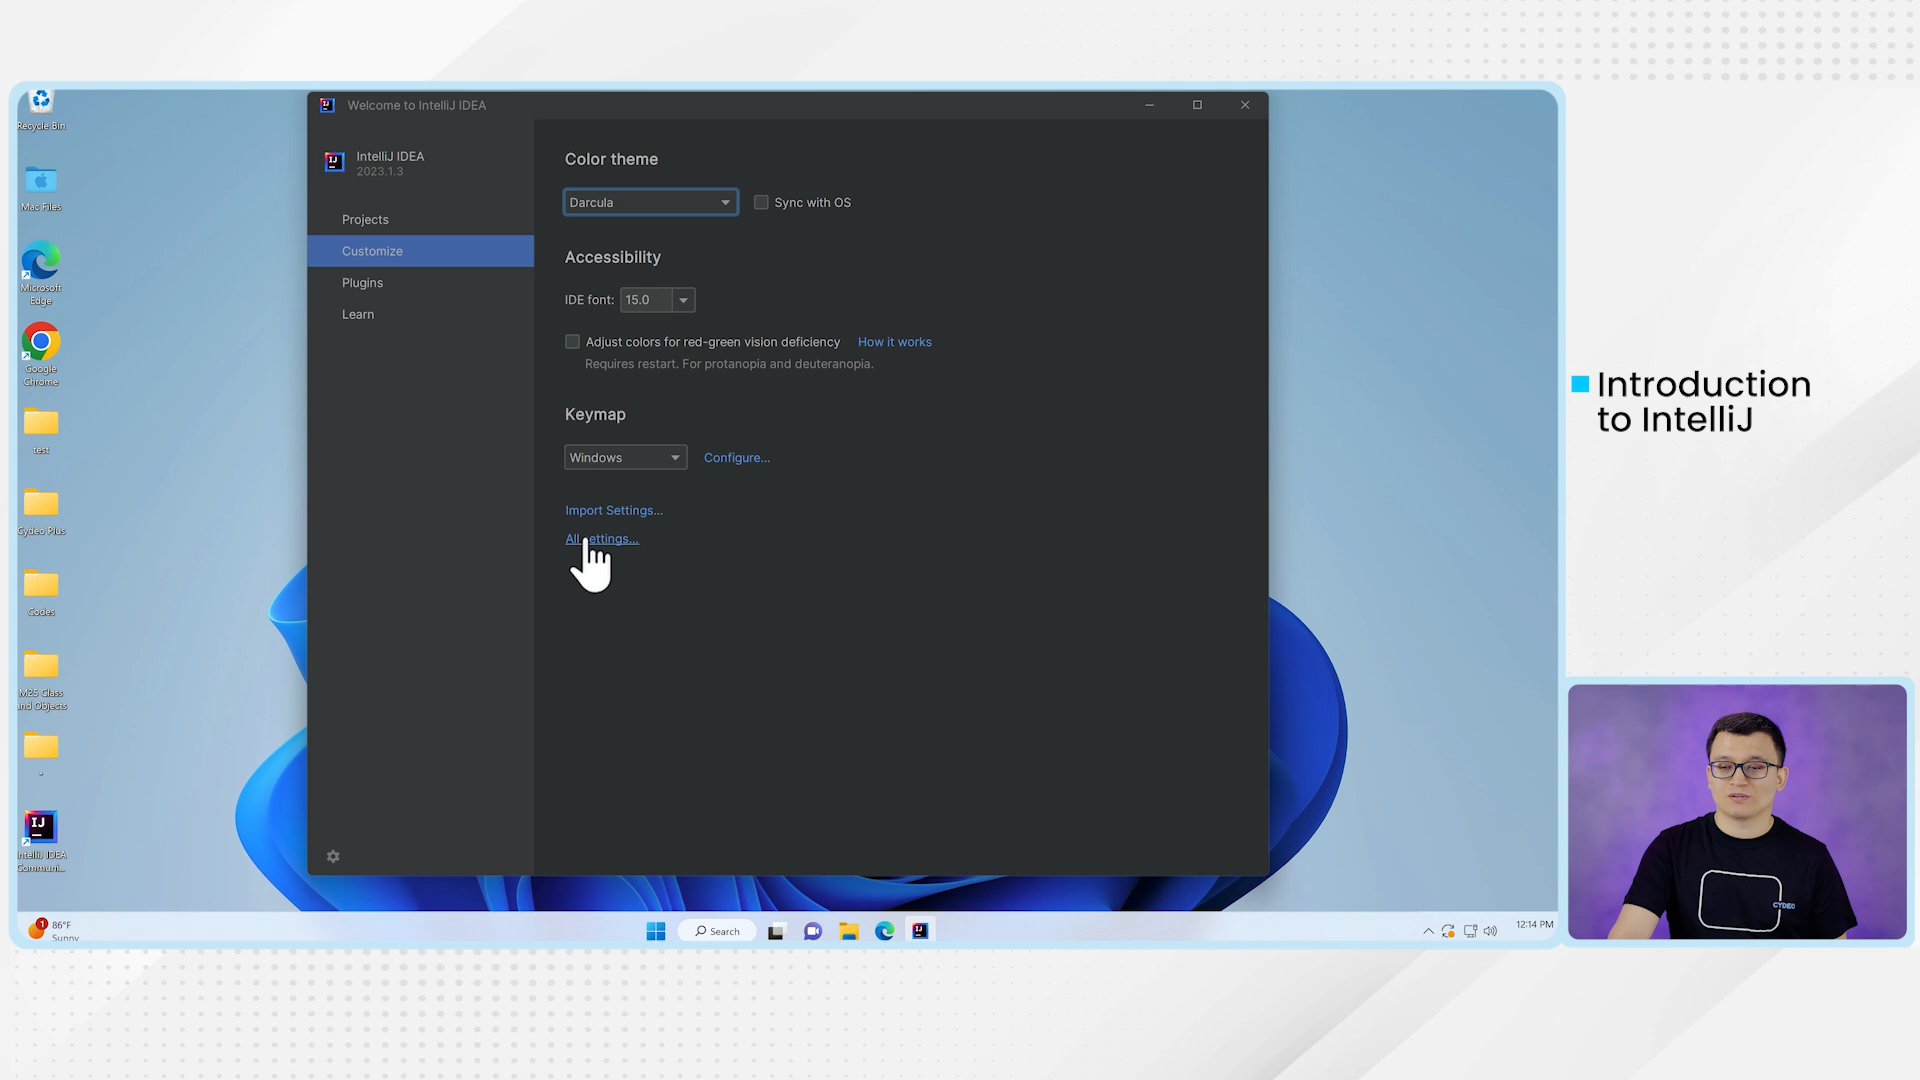 Recycle Bin
Mac Files
Microsoft
Edge
Google
Chrome
test
Cydeo Plus
Codes
M25 Class
and Objects
.
IntelliJ IDEA
Communi...
Welcome to IntelliJ IDEA
IntelliJ IDEA
2023.1.3
Projects
Customize
Plugins
Learn
Color theme
Darcula
Sync with OS
Accessibility
IDE font: 15.0
Adjust colors for red-green vision deficiency How it works
Requires restart. For protanopia and deuteranopia.
Keymap
Windows Configure...
Import Settings...
All settings...
Introduction
to IntelliJ
CYDEO
1
86°F
Sunny
Search
12:14 PM